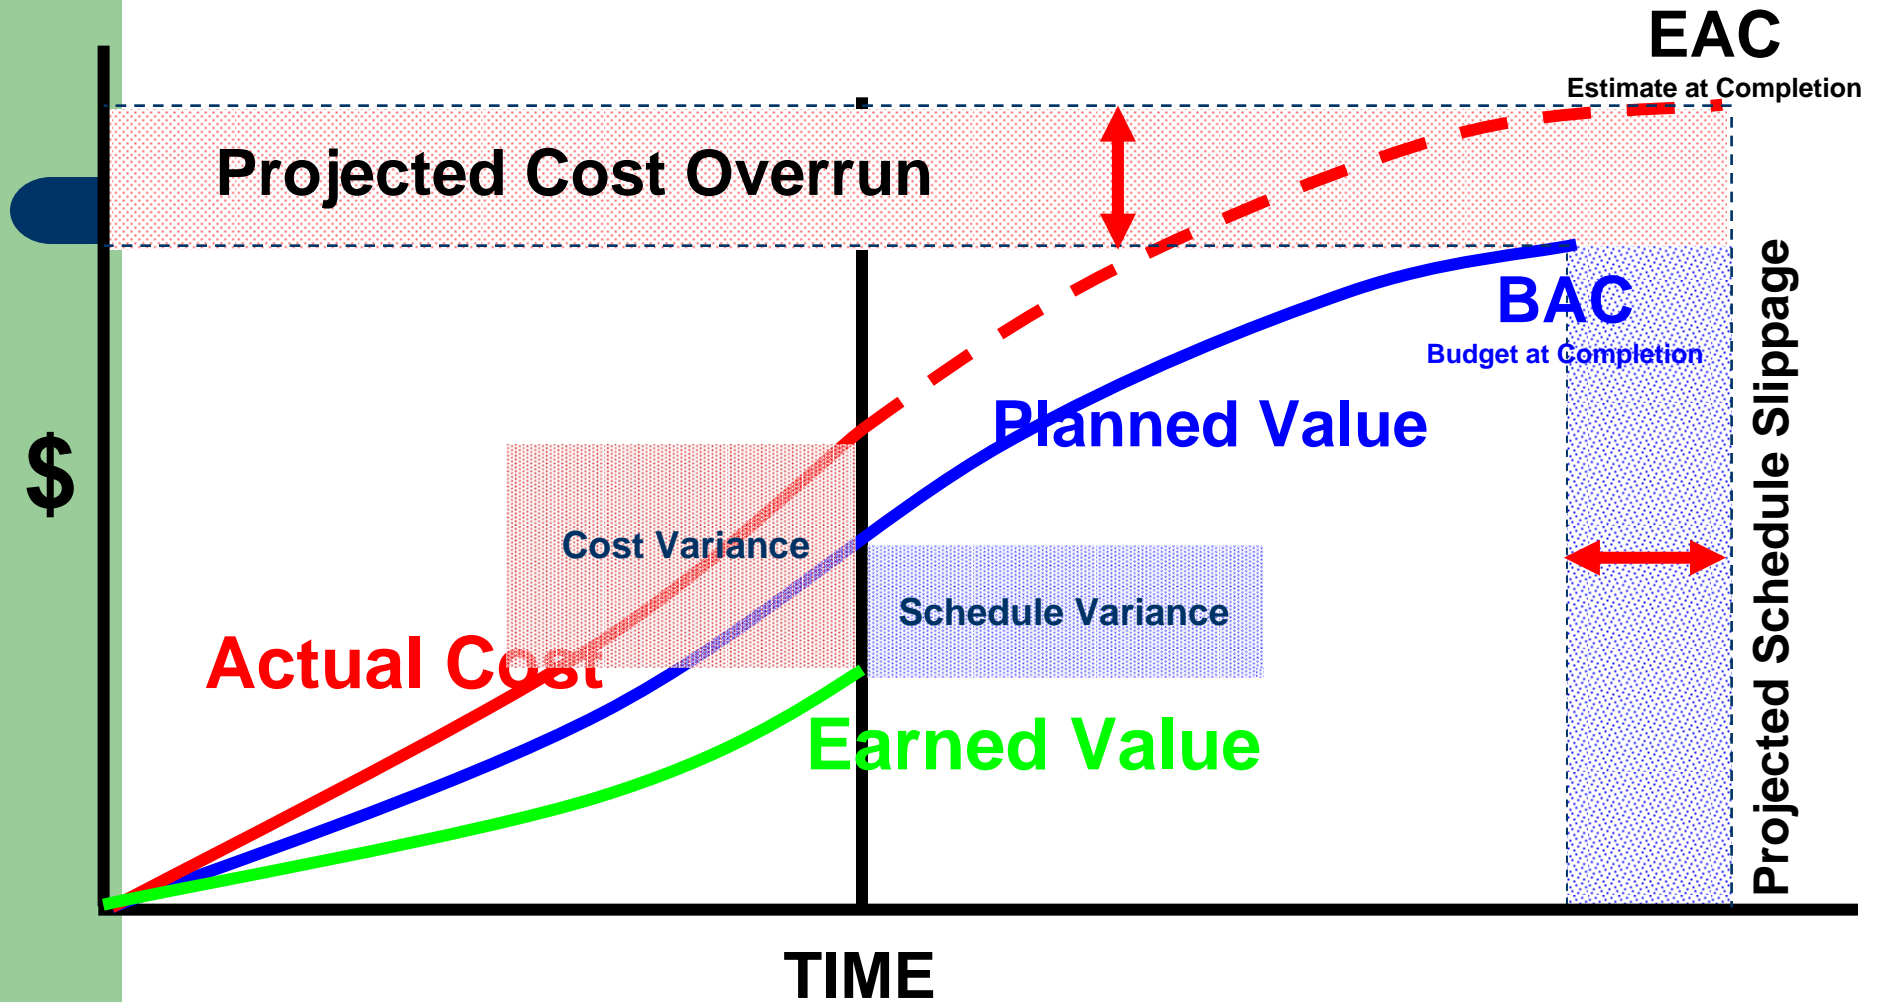 EAC
Estimate at Completion
Projected Cost Overrun
BAC
Budget at Completion
Planned Value
$
Cost Variance
Schedule Variance
Actual Cost
Earned Value
Projected Schedule Slippage
TIME